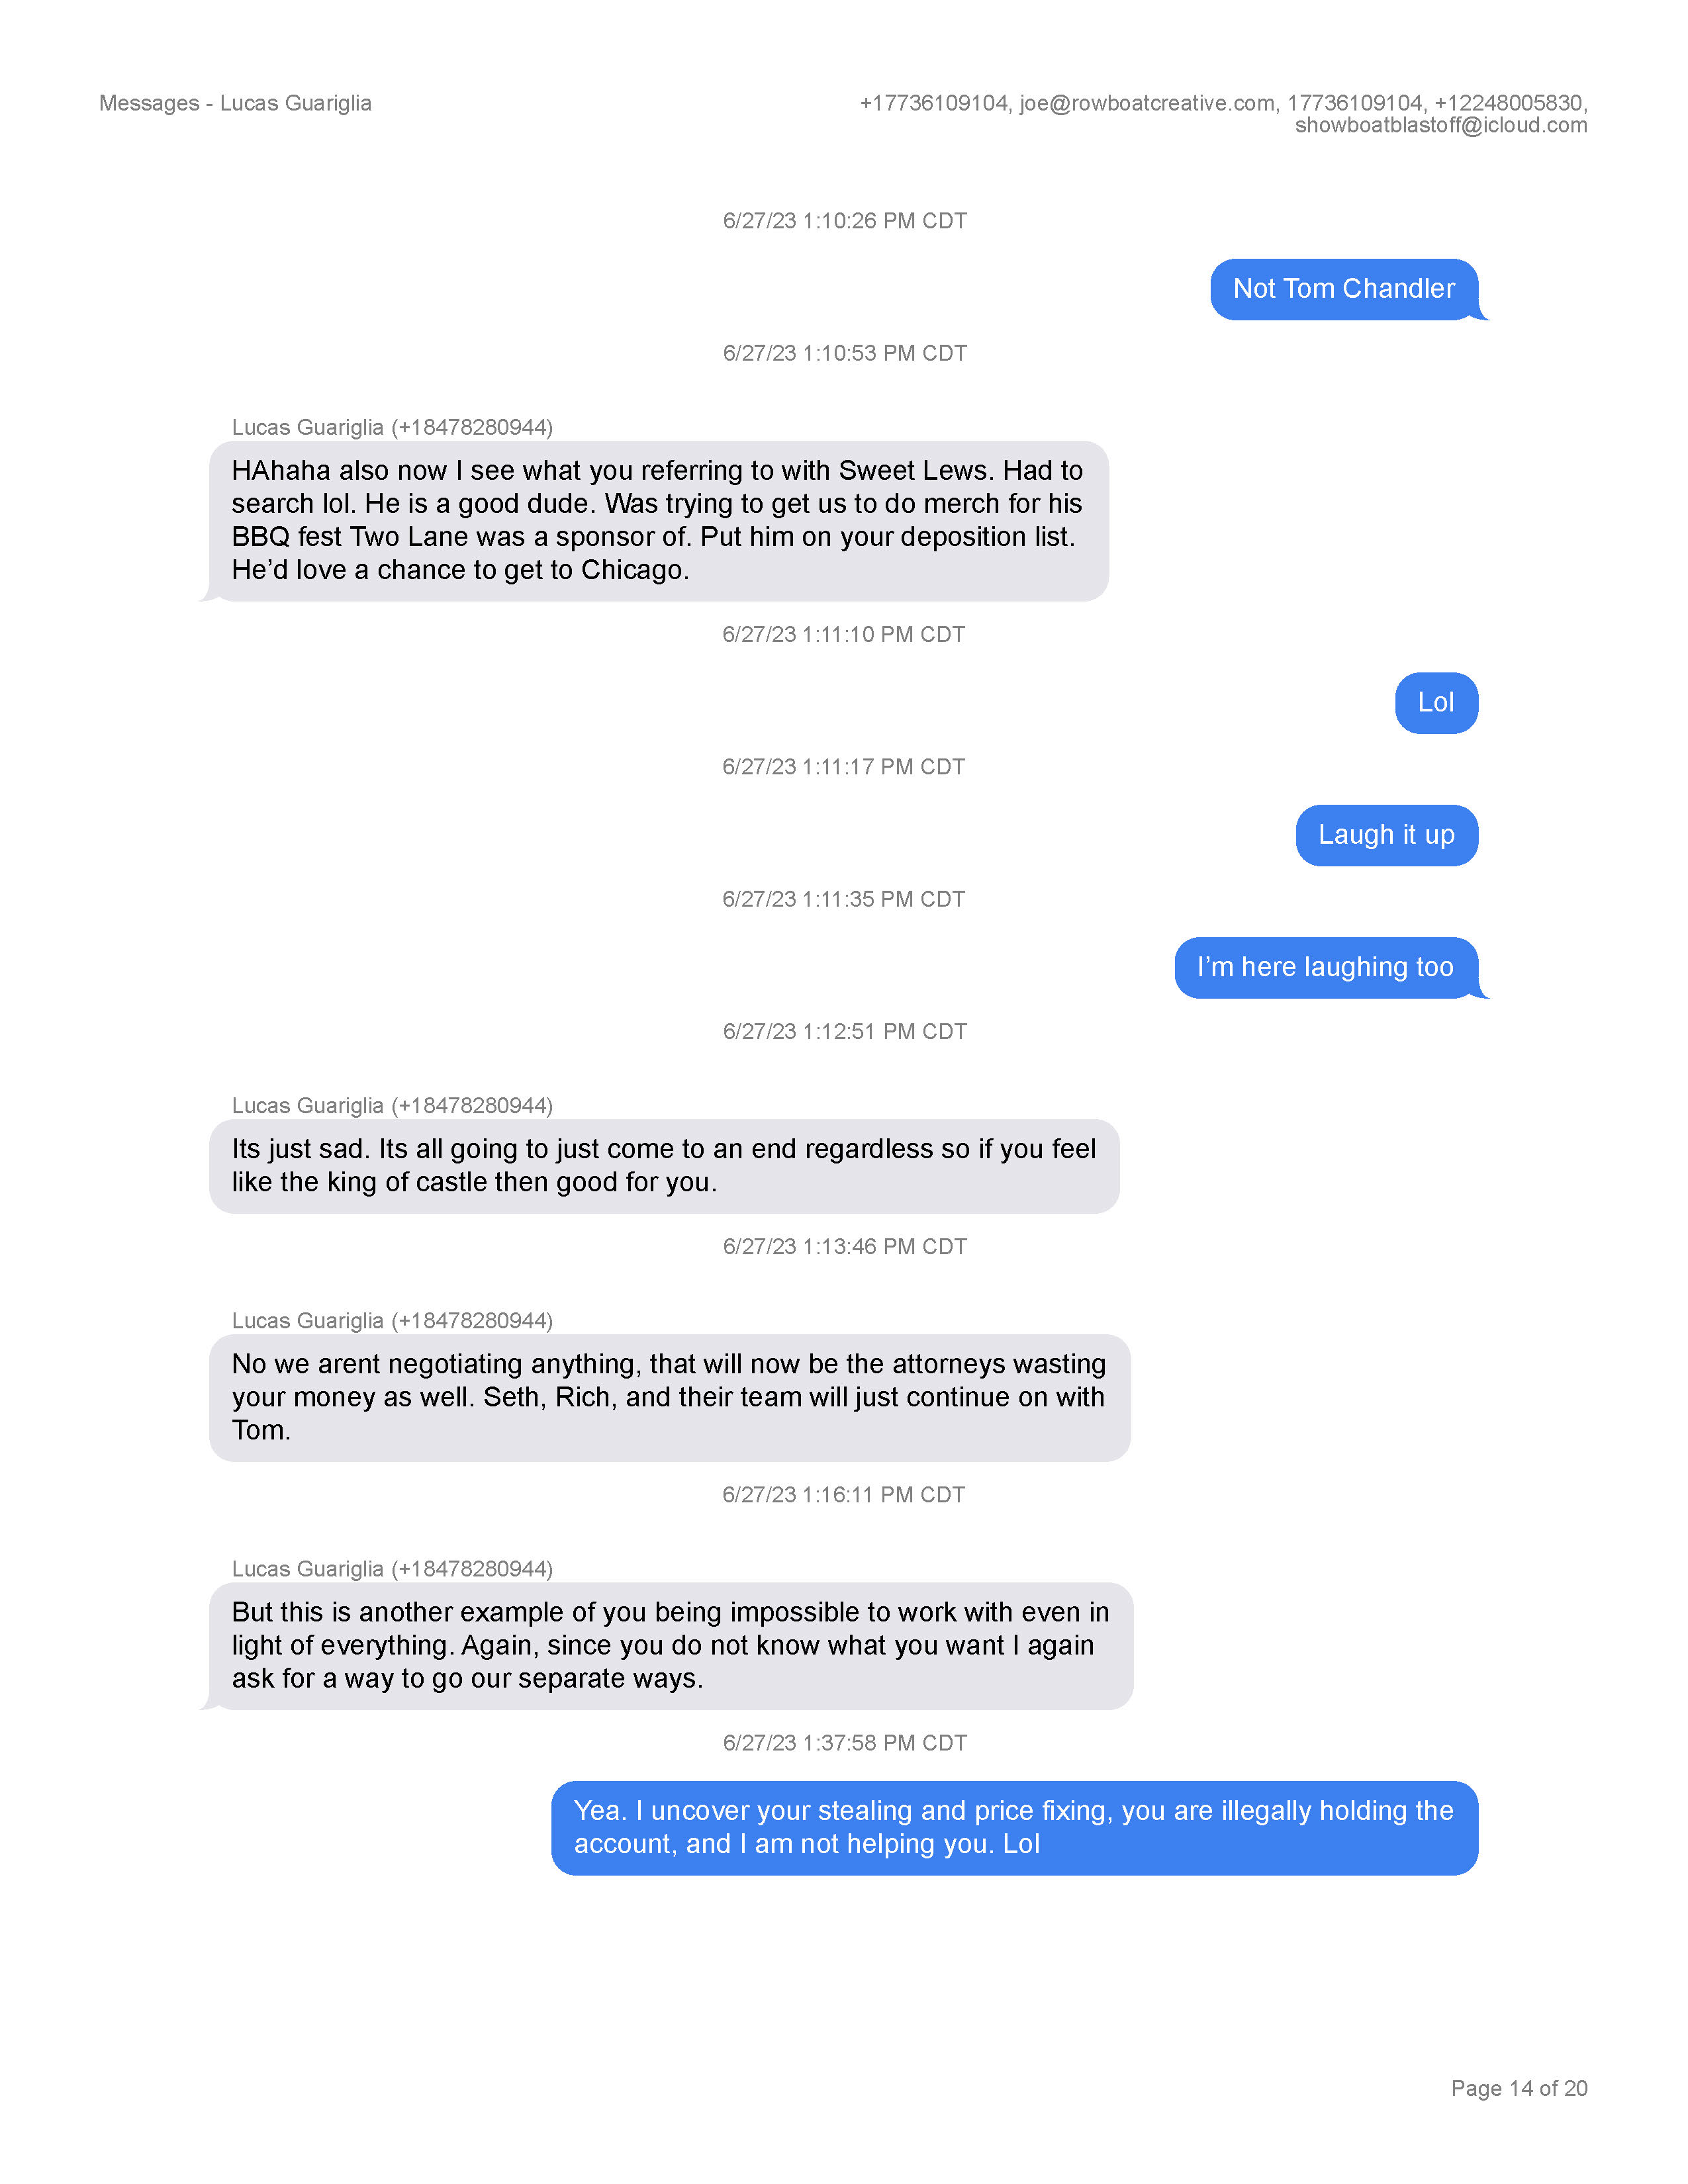 Messages - Lucas Guariglia
+17736109104, joe@rowboatcreative.com, 17736109104, +12248005830,
showboatblastoff@icloud.com
6/27/23 1:10:26 PM CDT
Not Tom Chandler
6/27/23 1:10:53 PM CDT
Lucas Guariglia (+18478280944)
HAhaha also now I see what you referring to with Sweet Lews. Had to
search lol. He is a good dude. Was trying to get us to do merch for his
BBQ fest Two Lane was a sponsor of. Put him on your deposition list.
He’d love a chance to get to Chicago.
6/27/23 1:11:10 PM CDT
Lol
6/27/23 1:11:17 PM CDT
Laugh it up
6/27/23 1:11:35 PM CDT
I’m here laughing too
6/27/23 1:12:51 PM CDT
Lucas Guariglia (+18478280944)
Its just sad. Its all going to just come to an end regardless so if you feel
like the king of castle then good for you.
6/27/23 1:13:46 PM CDT
Lucas Guariglia (+18478280944)
No we arent negotiating anything, that will now be the attorneys wasting
your money as well. Seth, Rich, and their team will just continue on with
Tom.
6/27/23 1:16:11 PM CDT
Lucas Guariglia (+18478280944)
But this is another example of you being impossible to work with even in
light of everything. Again, since you do not know what you want I again
ask for a way to go our separate ways.
6/27/23 1:37:58 PM CDT
Yea. I uncover your stealing and price fixing, you are illegally holding the
account, and I am not helping you. Lol
Page 14 of 20